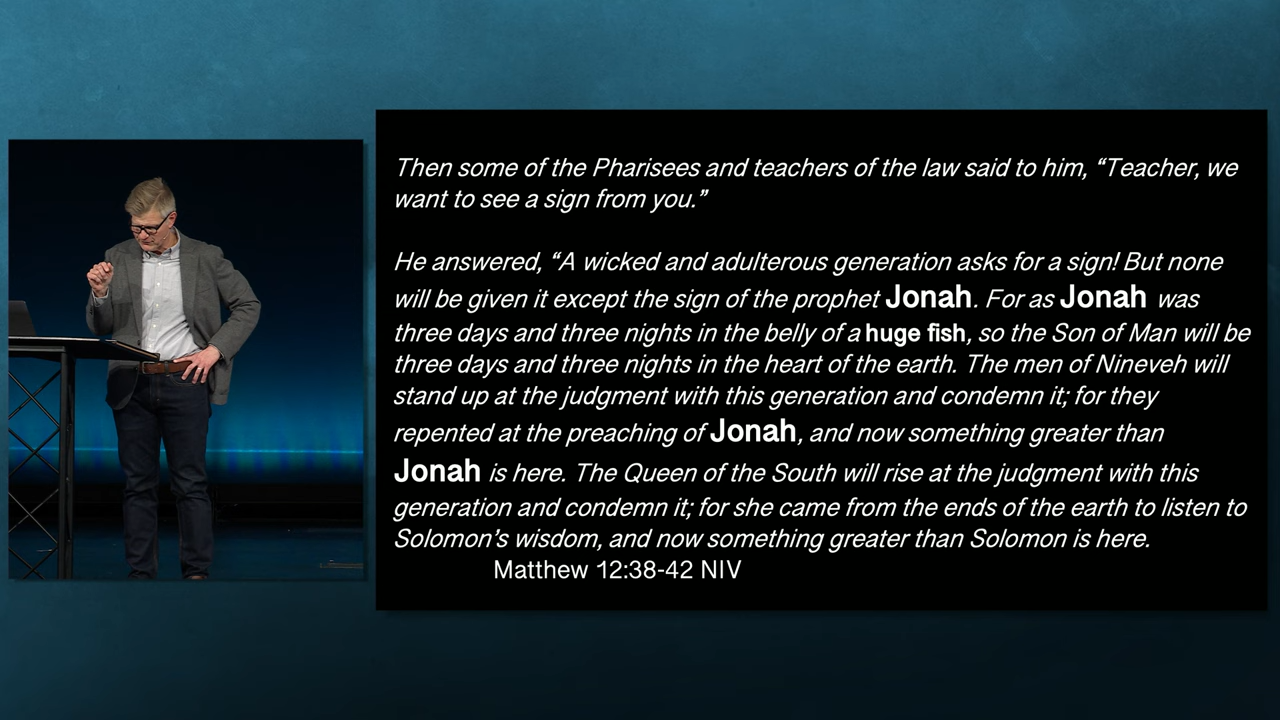 Then some of the Pharisees and teachers of the law said to him, “Teacher, we
want to see a sign from you.”
He answered, “A wicked and adulterous generation asks for a sign! But none
will be given it except the sign of the prophet Jonah. For as Jonah was
three days and three nights in the belly of a huge fish, so the Son of Man will be
three days and three nights in the heart of the earth. The men of Nineveh will
stand up at the judgment with this generation and condemn it; for they
repented at the preaching of Jonah, and now something greater than
Jonah is here. The Queen of the South will rise at the judgment with this
generation and condemn it; for she came from the ends of the earth to listen to
Solomon’s wisdom, and now something greater than Solomon is here.
Matthew 12:38-42 NIV